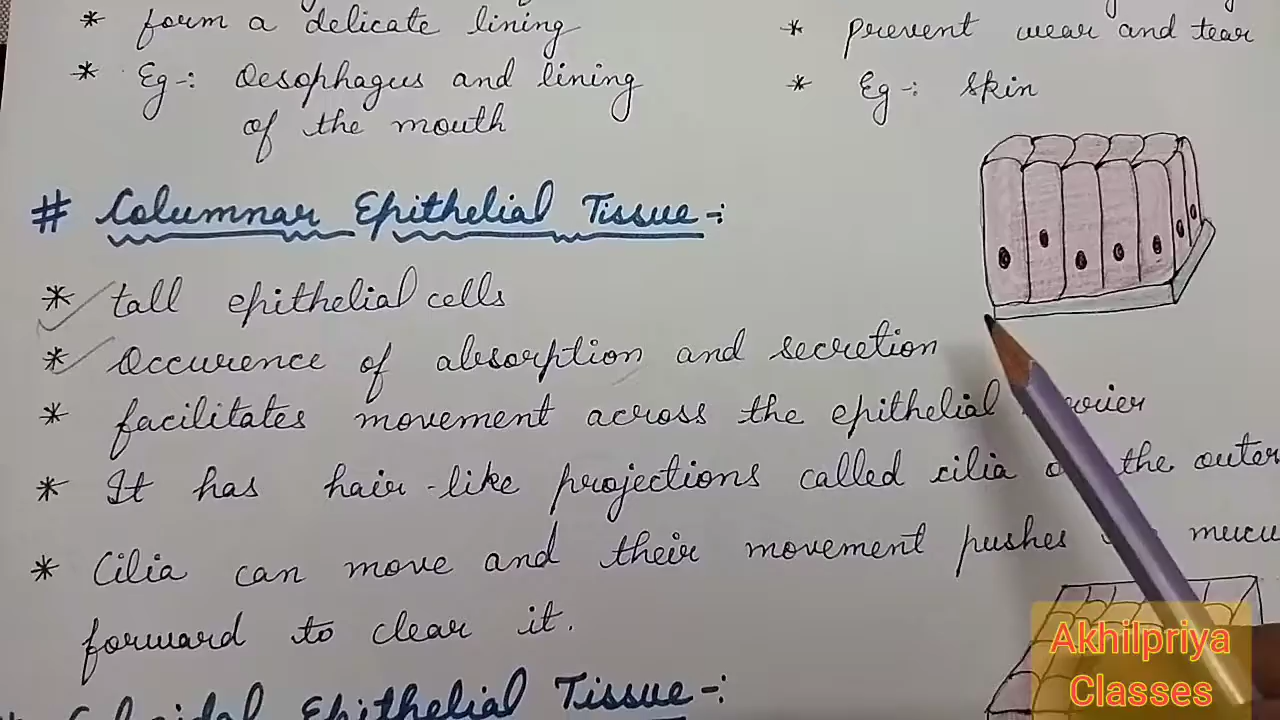 * form a delicate lining
* prevent wear and tear
* Eg-: Oesophagus and lining
of the mouth
* Eg-: skin
# Columnar Epithelial Tissue-:
* tall epithelial cells
* Occurence of absorption and secretion
* facilitates movement across the epithelial
* It has hair-like projections called cilia the outer
* Cilia can move and their movement pushes mucu
forward to clear it.
Epithelial Tissue-:
Akhilpriya
Classes